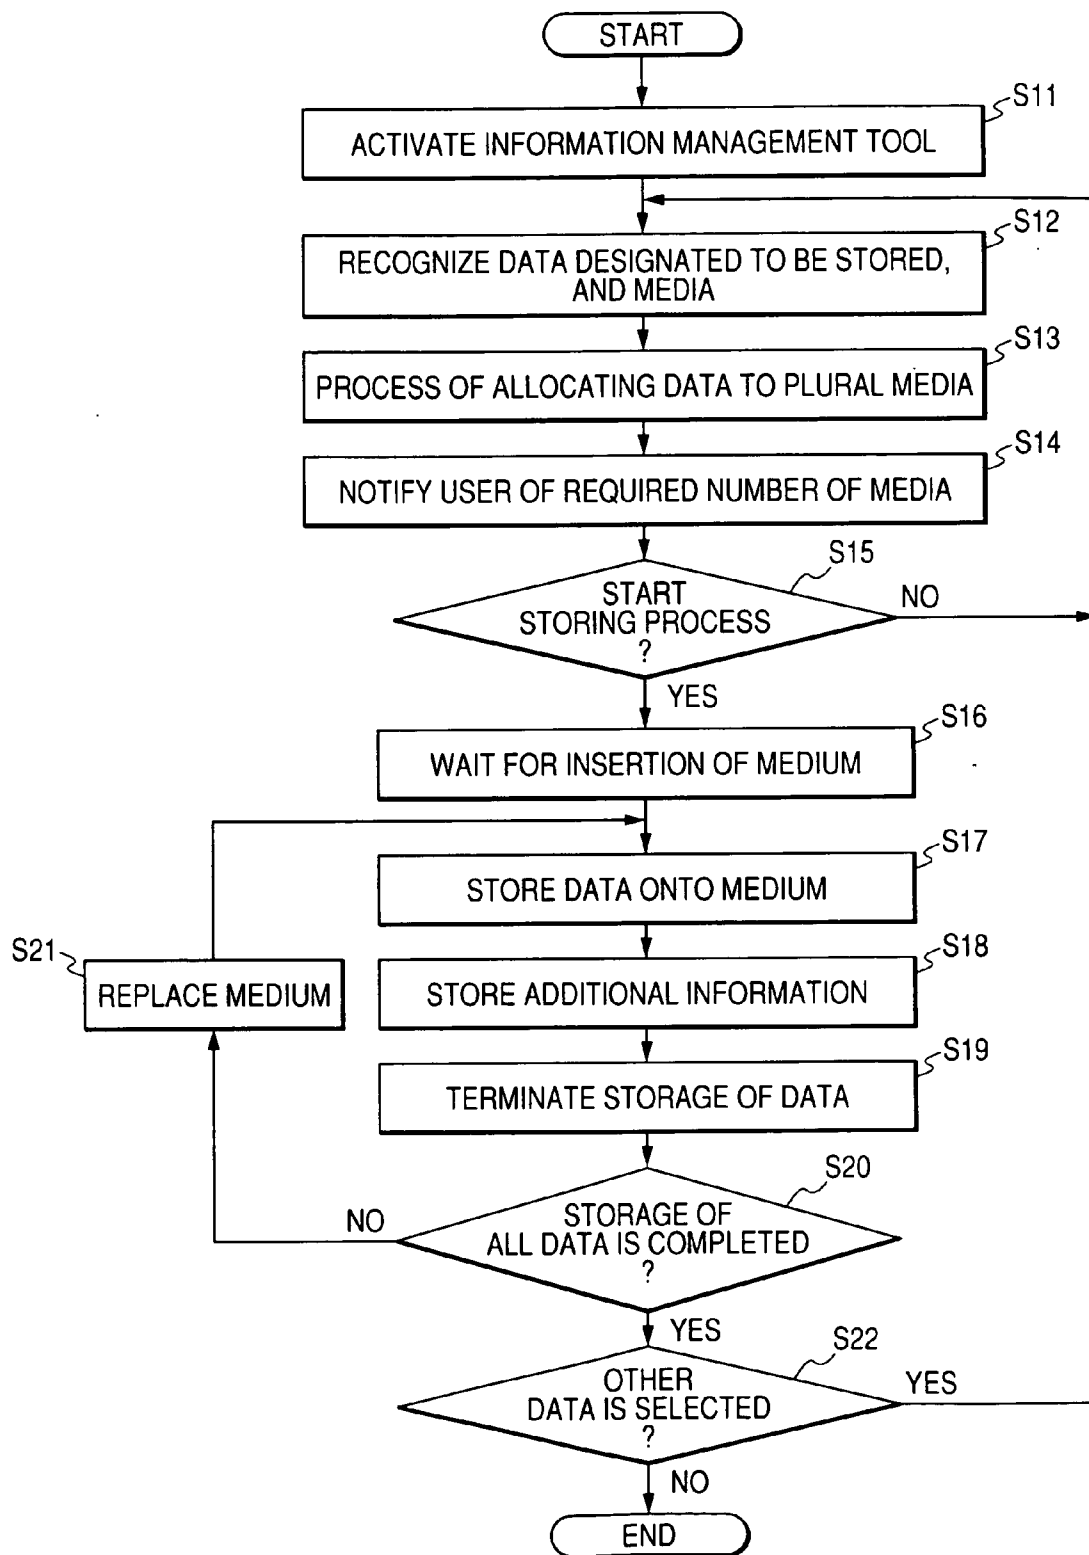 START
S11
ACTIVATE INFORMATION MANAGEMENT TOOL
S12
RECOGNIZE DATA DESIGNATED TO BE STORED,
AND MEDIA
S13
PROCESS OF ALLOCATING DATA TO PLURAL MEDIA
S14
NOTIFY USER OF REQUIRED NUMBER OF MEDIA
S15
START
STORING PROCESS
?
NO
YES
S16
WAIT FOR INSERTION OF MEDIUM
S17
STORE DATA ONTO MEDIUM
S21
REPLACE MEDIUM
S18
STORE ADDITIONAL INFORMATION
S19
TERMINATE STORAGE OF DATA
S20
STORAGE OF
ALL DATA IS COMPLETED
?
NO
YES
S22
OTHER
DATA IS SELECTED
?
YES
NO
END